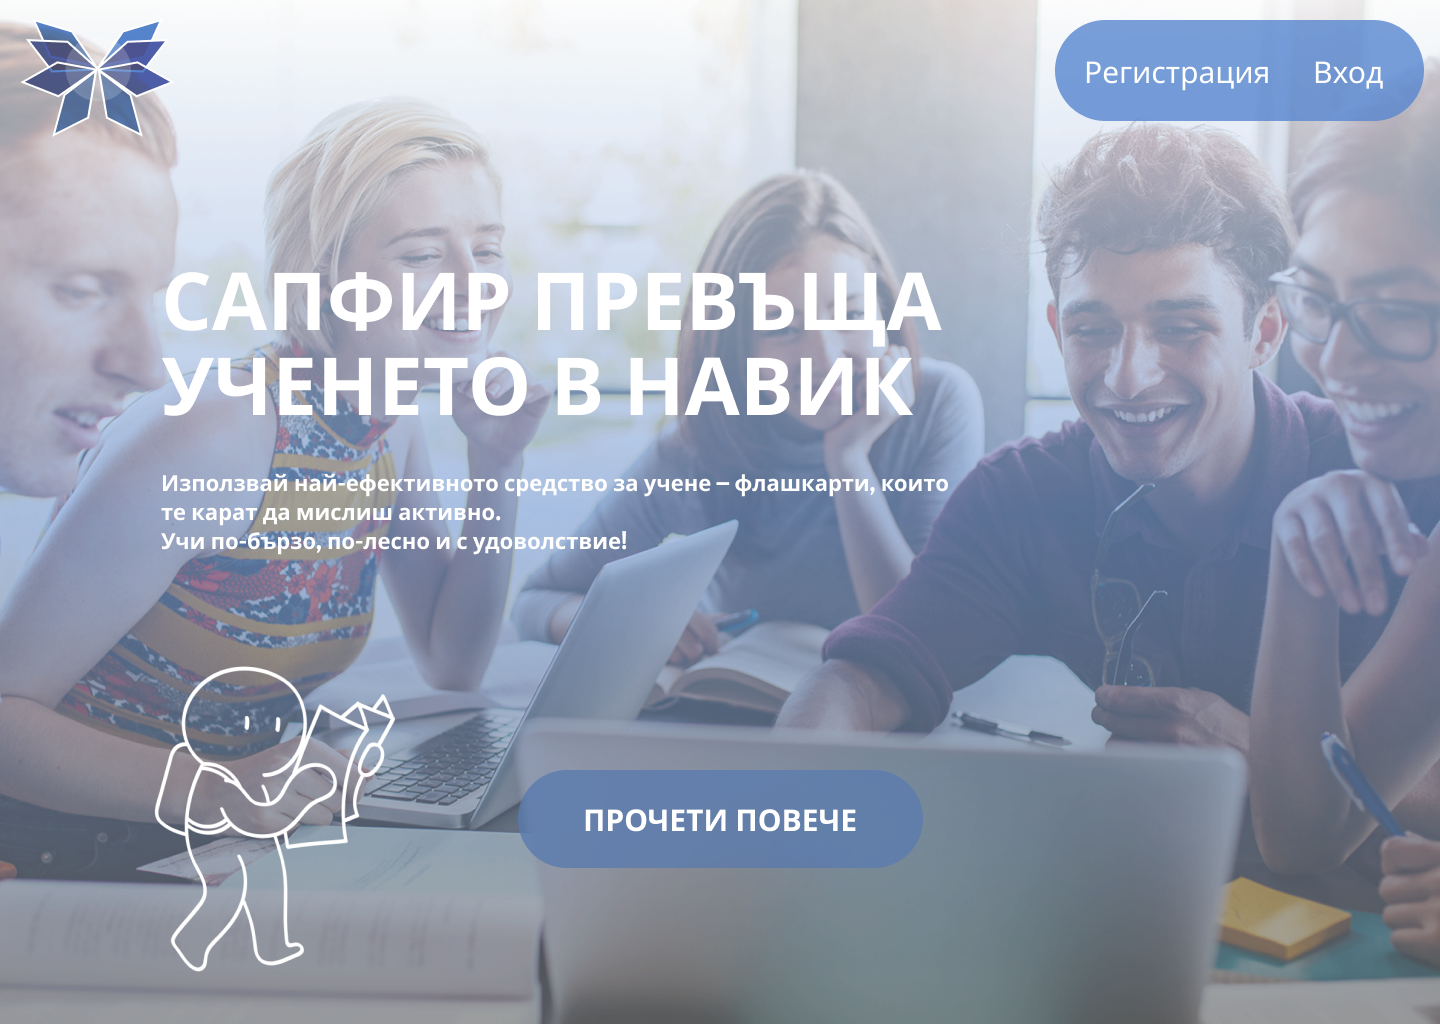 Регистрация Вход
САПФИР ПРЕВЪЩА
УЧЕНЕТО В НАВИК
Използвай най-ефективното средство за учене – флашкарти, които
те карат да мислиш активно.
Учи по-бързо, по-лесно и с удоволствие!
ПРОЧЕТИ ПОВЕЧЕ